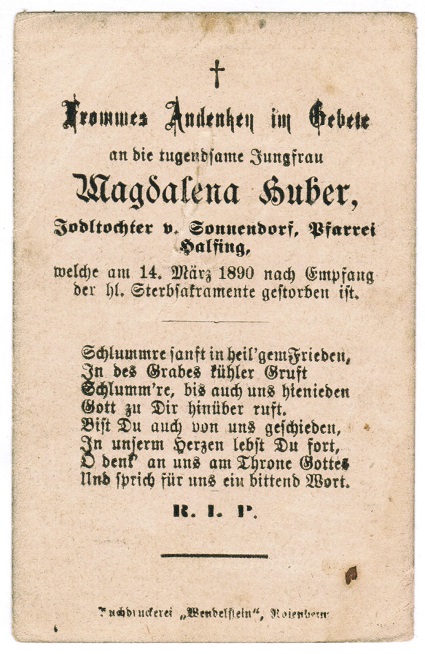 †
Frommes Andenken im Gebete
an die tugendsame Jungfrau
Magdalena Huber,
Jodltochter v. Sonnendorf, Pfarrei
Halfing,
welche am 14. März 1890 nach Empfang
der hl. Sterbsakramente gestorben ist.
Schlummre sanft in heil'gem Frieden,
In des Grabes kühler Gruft
Schlumm're, bis auch uns hienieden
Gott zu Dir hinüber ruft.
Bist Du auch von uns geschieden,
In unserm Herzen lebst Du fort,
O denk' an uns am Throne Gottes
Und sprich für uns ein bittend Wort.
R. I. P.
Buchdruckerei „Wendelstein“, Rosenheim